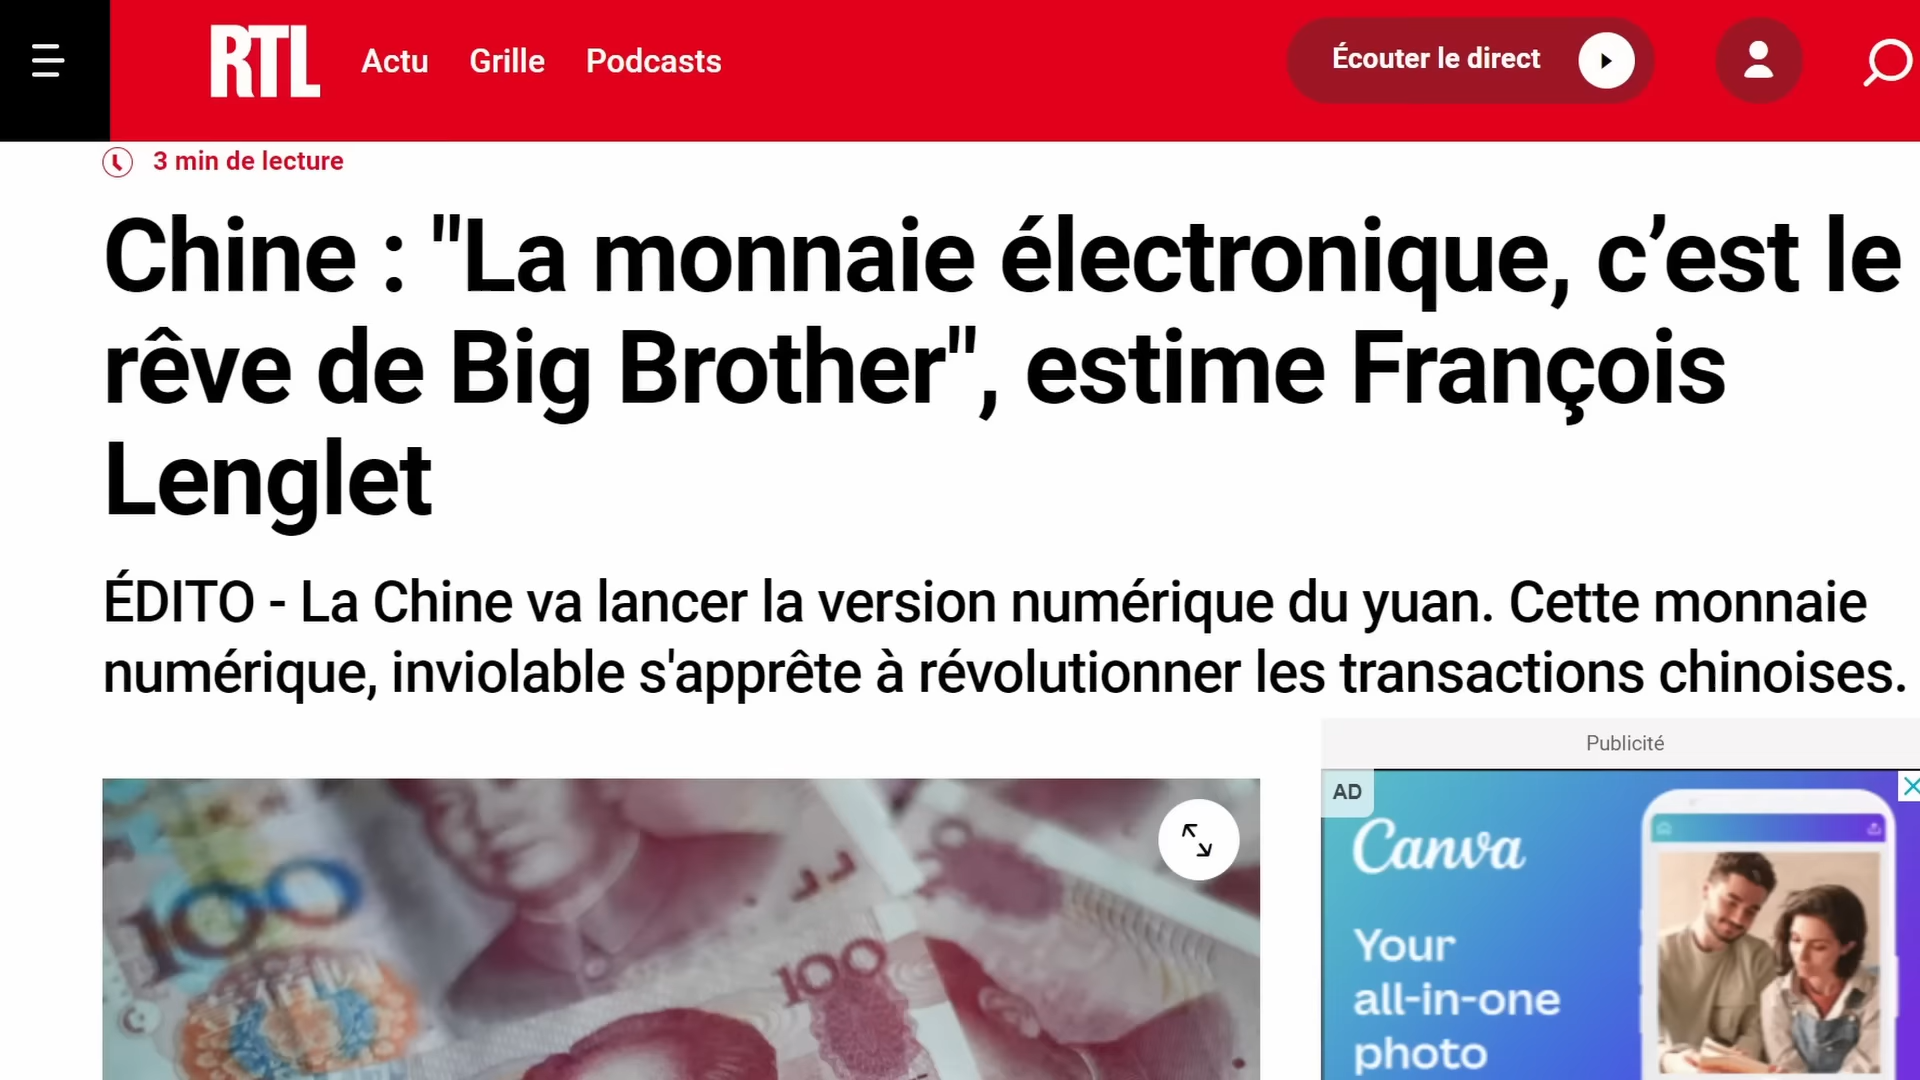 RTL
Actu Grille Podcasts
Écouter le direct
3 min de lecture
Chine : "La monnaie électronique, c’est le
rêve de Big Brother", estime François
Lenglet
ÉDITO - La Chine va lancer la version numérique du yuan. Cette monnaie
numérique, inviolable s'apprête à révolutionner les transactions chinoises.
Publicité
AD
Canva
Your
all-in-one
photo
100
100